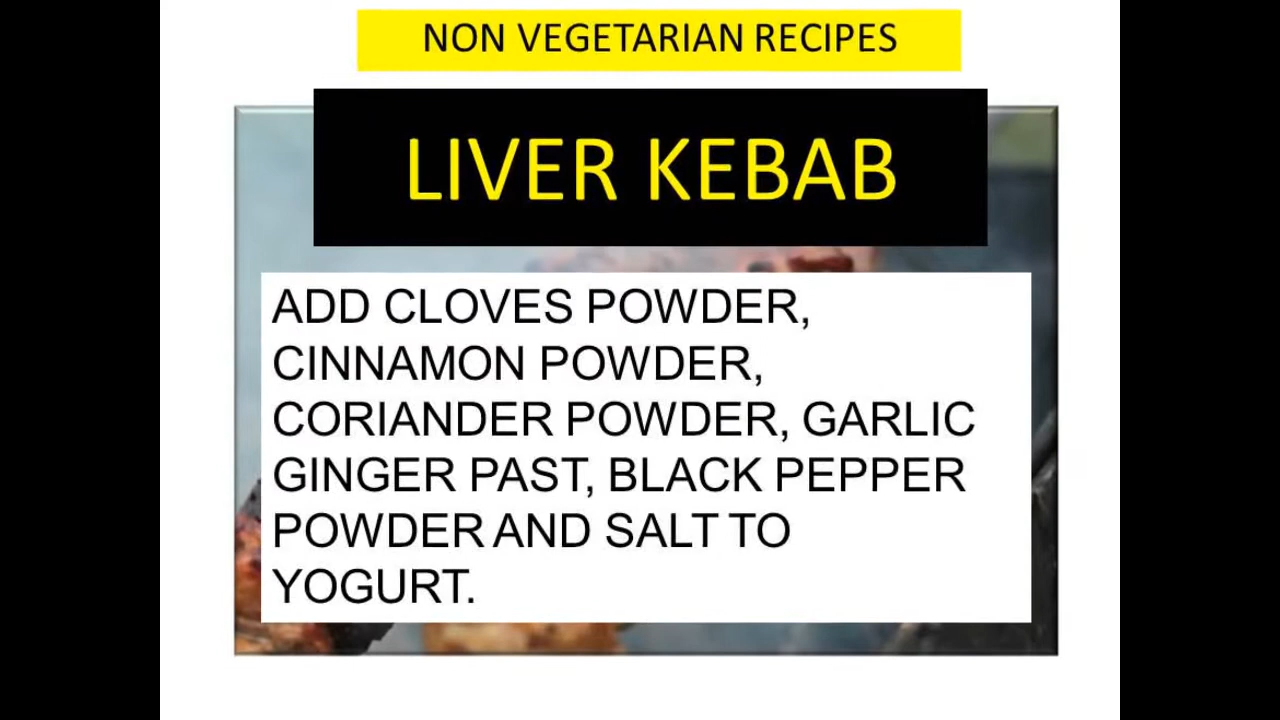 NON VEGETARIAN RECIPES
LIVER KEBAB
ADD CLOVES POWDER,
CINNAMON POWDER,
CORIANDER POWDER, GARLIC
GINGER PAST, BLACK PEPPER
POWDER AND SALT TO
YOGURT.